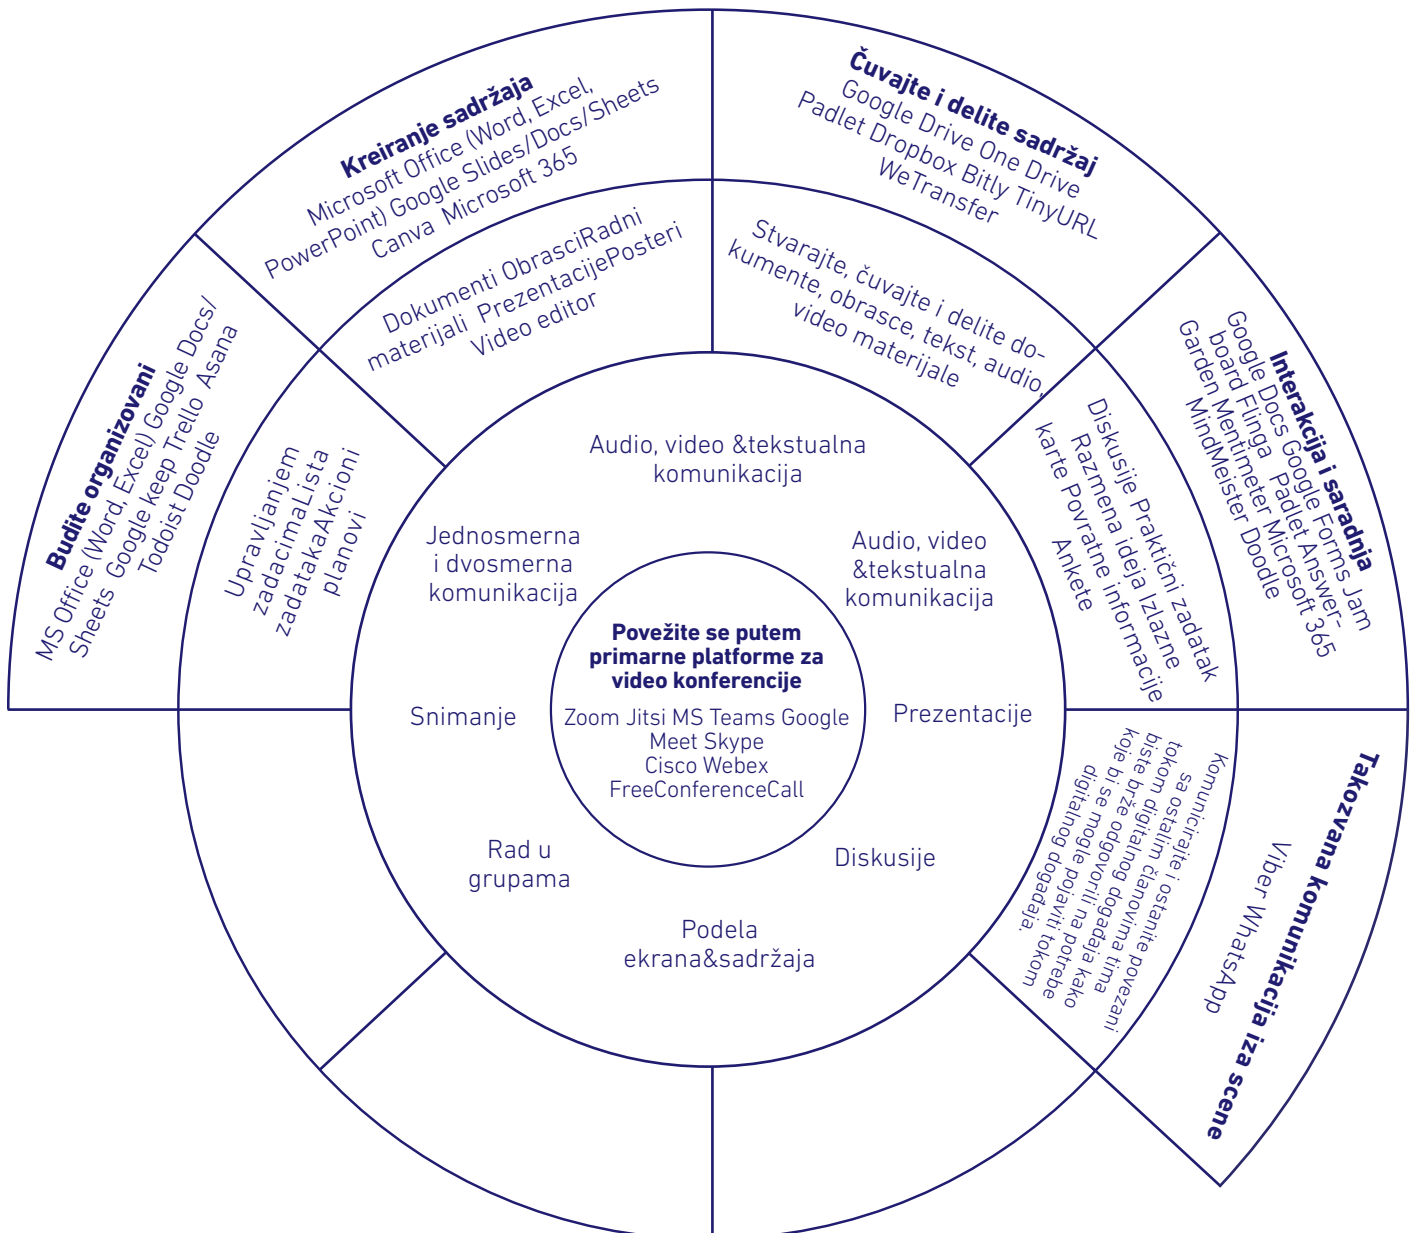 Kreiranje sadržaja
Microsoft Office (Word, Excel,
PowerPoint) Google Slides/Docs/Sheets
Canva Microsoft 365
Dokumenti ObrasciRadni
materijali PrezentacijePosteri
Video editor
Čuvajte i delite sadržaj
Google Drive One Drive
Padlet Dropbox Bitly TinyURL
WeTransfer
Stvarajte, čuvajte i delite do-
kumente, obrasce, tekst, audio,
video materijale
Budite organizovani
MS Office (Word, Excel) Google Docs/
Sheets Google keep Trello Asana
Todoist Doodle
Upravljanjem
zadacimaLista
zadatakaAkcioni
planovi
Interakcija i saradnja
Google Docs Google Forms Jam
board Flinga Padlet Answer-
Garden Mentimeter Microsoft 365
MindMeister Doodle
Diskusije Praktični zadatak
Razmena ideja Izlazne
karte Povratne informacije
Ankete
Audio, video &tekstualna
komunikacija
Jednosmerna
i dvosmerna
komunikacija
Audio, video
&tekstualna
komunikacija
Povežite se putem
primarne platforme za
video konferencije
Zoom Jitsi MS Teams Google
Meet Skype
Cisco Webex
FreeConferenceCall
Snimanje
Prezentacije
Rad u
grupama
Diskusije
Podela
ekrana&sadržaja
Takozvana komunikacija iza scene
Viber WhatsApp
Komunicirajte i ostanite povezani
sa ostalim članovima tima
tokom digitalnog događaja kako
biste brže odgovorili na potrebe
koje bi se mogle pojaviti tokom
digitalnog događaja.